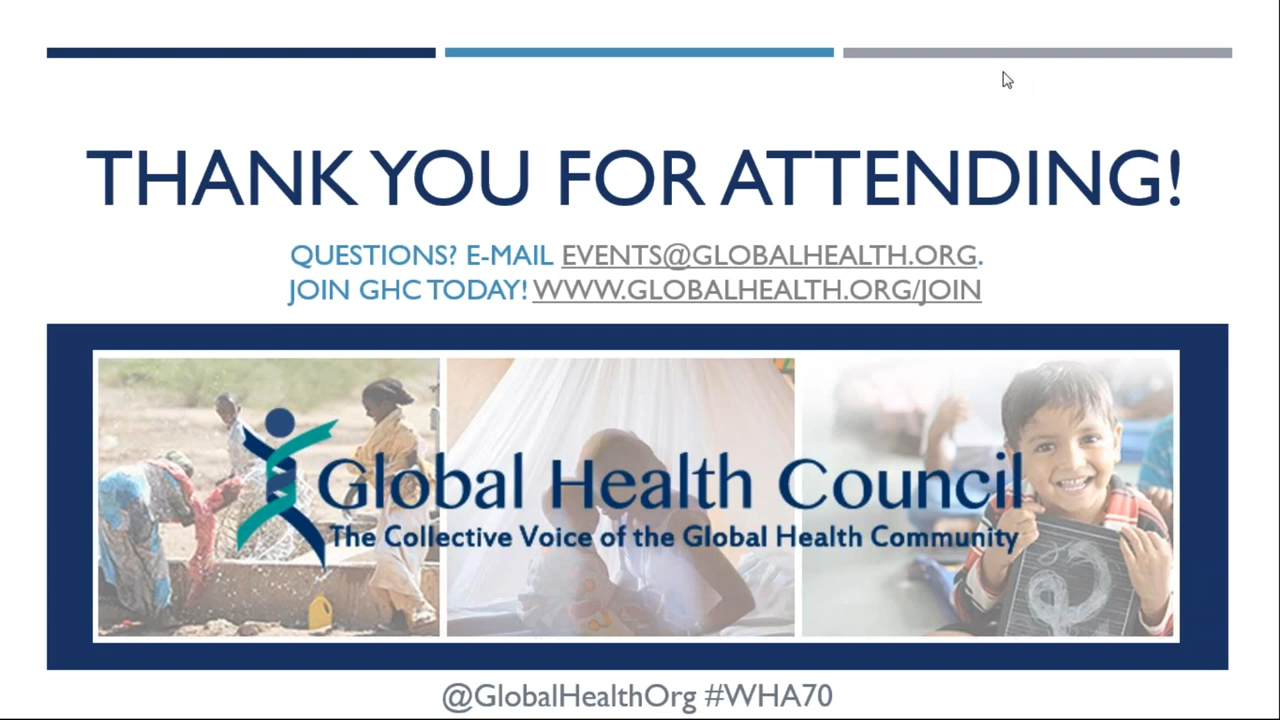 THANK YOU FOR ATTENDING!
QUESTIONS? E-MAIL EVENTS@GLOBALHEALTH.ORG.
JOIN GHC TODAY! WWW.GLOBALHEALTH.ORG/JOIN
Global Health Council
The Collective Voice of the Global Health Community
@GlobalHealthOrg #WHA70